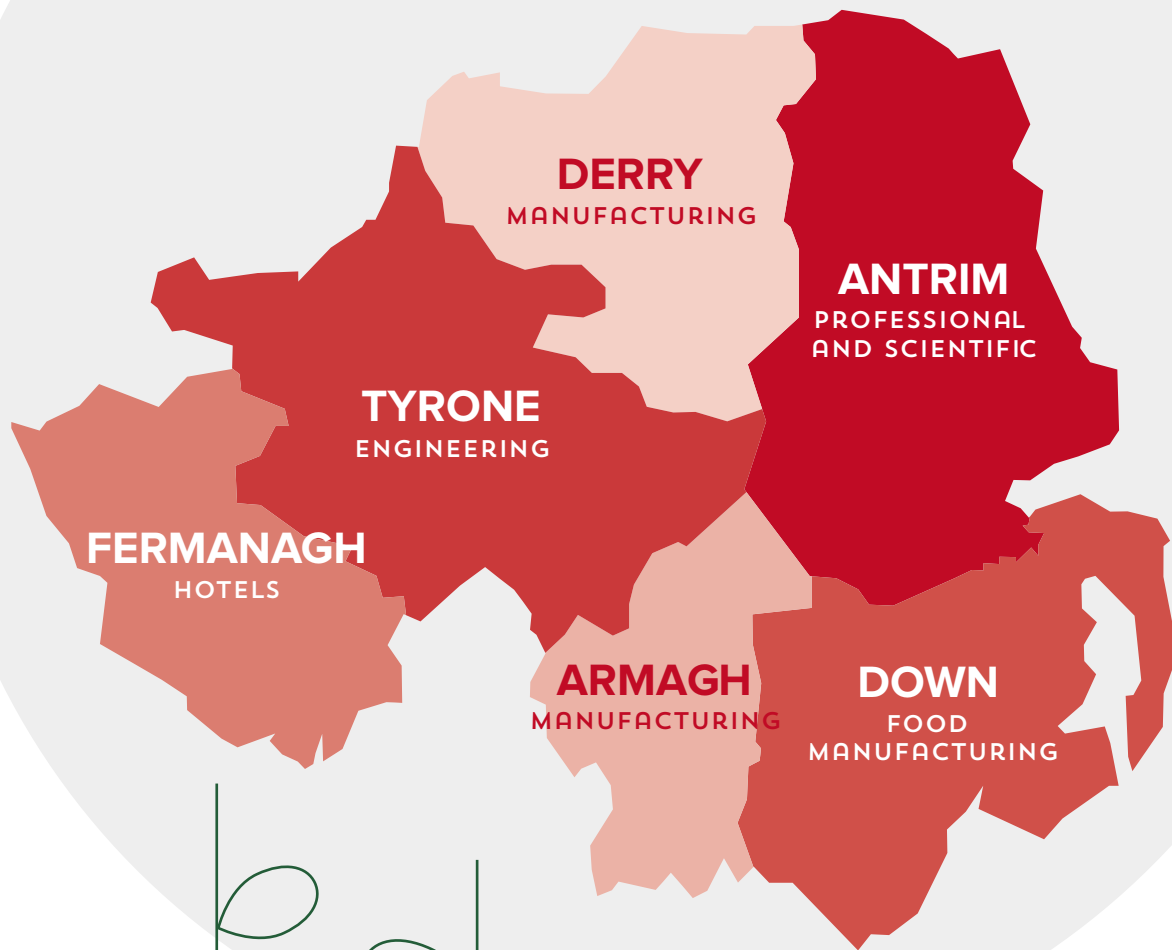 DERRY
MANUFACTURING
ANTRIM
PROFESSIONAL
AND SCIENTIFIC
TYRONE
ENGINEERING
FERMANAGH
HOTELS
ARMAGH
MANUFACTURING
DOWN
FOOD
MANUFACTURING